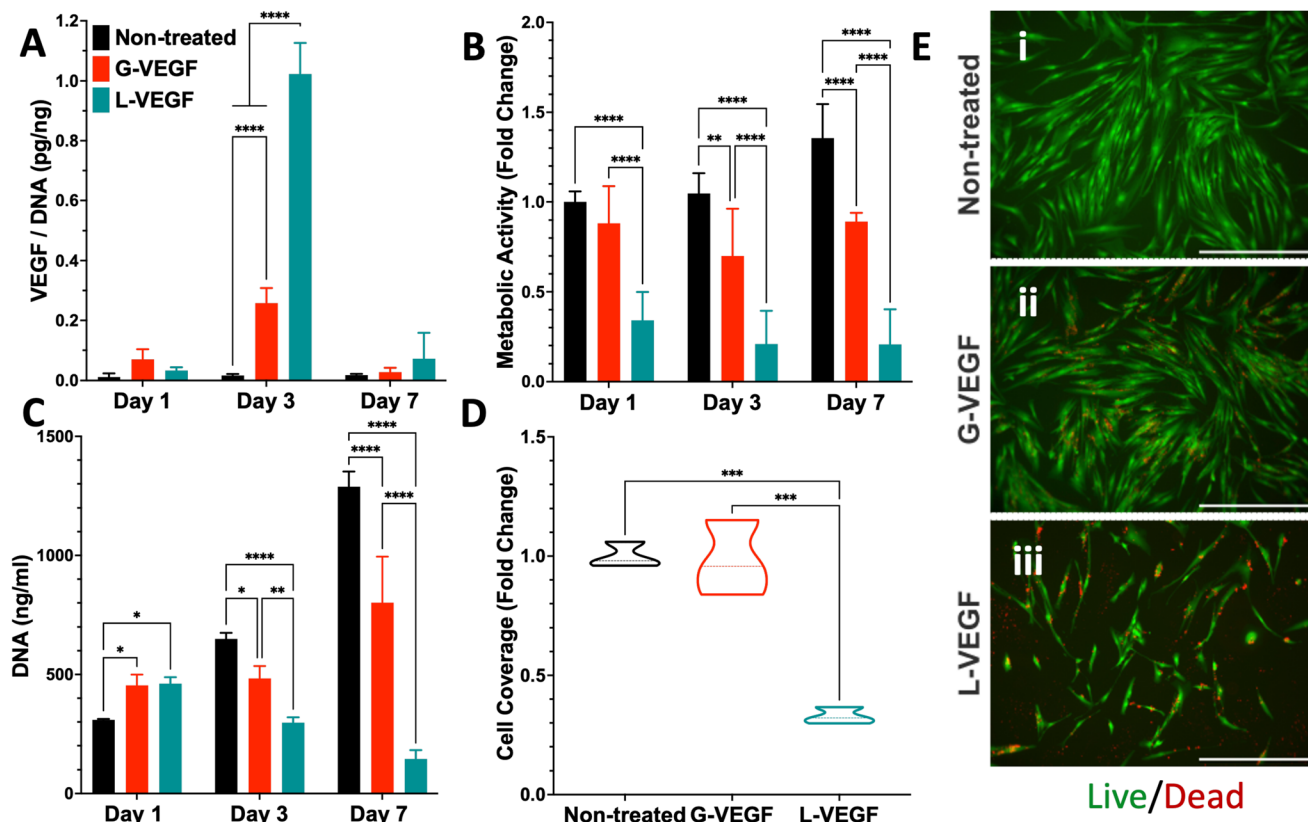 A
VEGF / DNA (pg/ng)
1.2
1.0
0.8
0.6
0.4
0.2
0.0
Non-treated
G-VEGF
L-VEGF
****
****
Day 1
Day 3
Day 7
B
Metabolic Activity (Fold Change)
2.0
1.5
1.0
0.5
0.0
****
****
****
**
****
****
****
****
Day 1
Day 3
Day 7
C
DNA (ng/ml)
1500
1000
500
0
*
*
****
*
**
****
****
****
Day 1
Day 3
Day 7
D
Cell Coverage (Fold Change)
1.5
1.0
0.5
0.0
***
***
Non-treated
G-VEGF
L-VEGF
E
Non-treated
i
G-VEGF
ii
L-VEGF
iii
Live/Dead